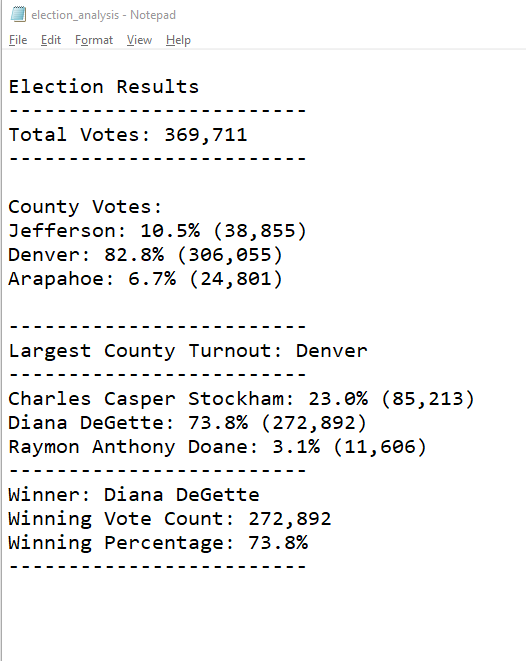 election_analysis - Notepad
File Edit Format View Help
Election Results
-------------------------
Total Votes: 369,711
-------------------------
County Votes:
Jefferson: 10.5% (38,855)
Denver: 82.8% (306,055)
Arapahoe: 6.7% (24,801)
-------------------------
Largest County Turnout: Denver
-------------------------
Charles Casper Stockham: 23.0% (85,213)
Diana DeGette: 73.8% (272,892)
Raymon Anthony Doane: 3.1% (11,606)
-------------------------
Winner: Diana DeGette
Winning Vote Count: 272,892
Winning Percentage: 73.8%
-------------------------